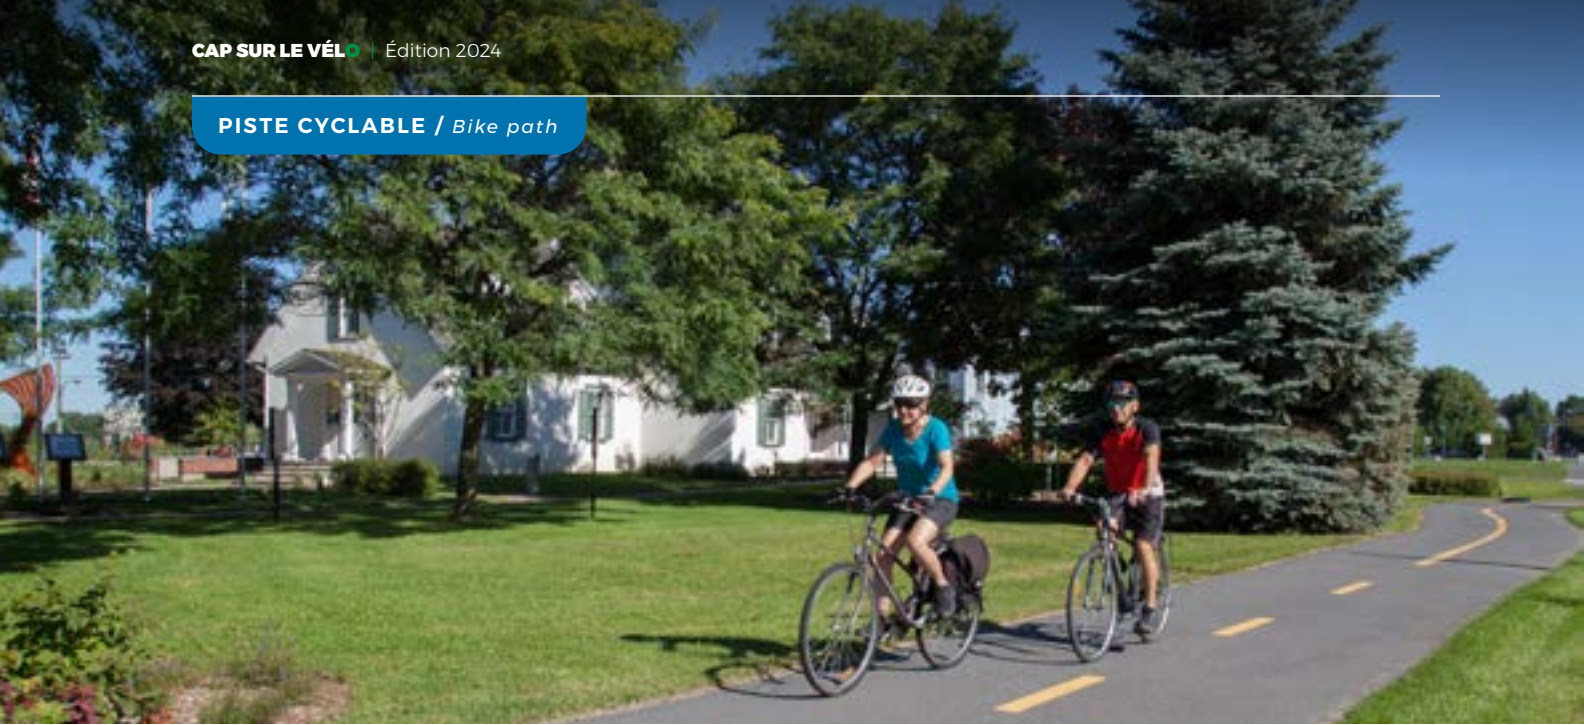 CAP SUR LE VÉLO | Édition 2024
PISTE CYCLABLE / Bike path